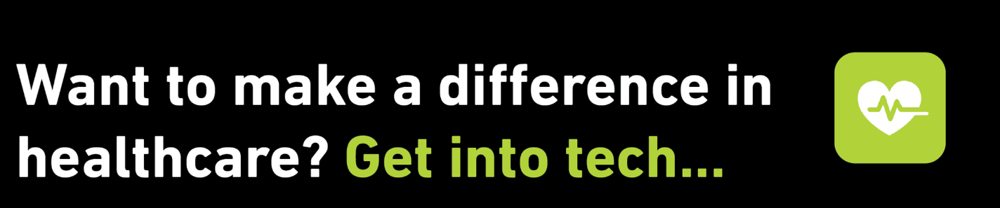 Want to make a difference in
healthcare? Get into tech...